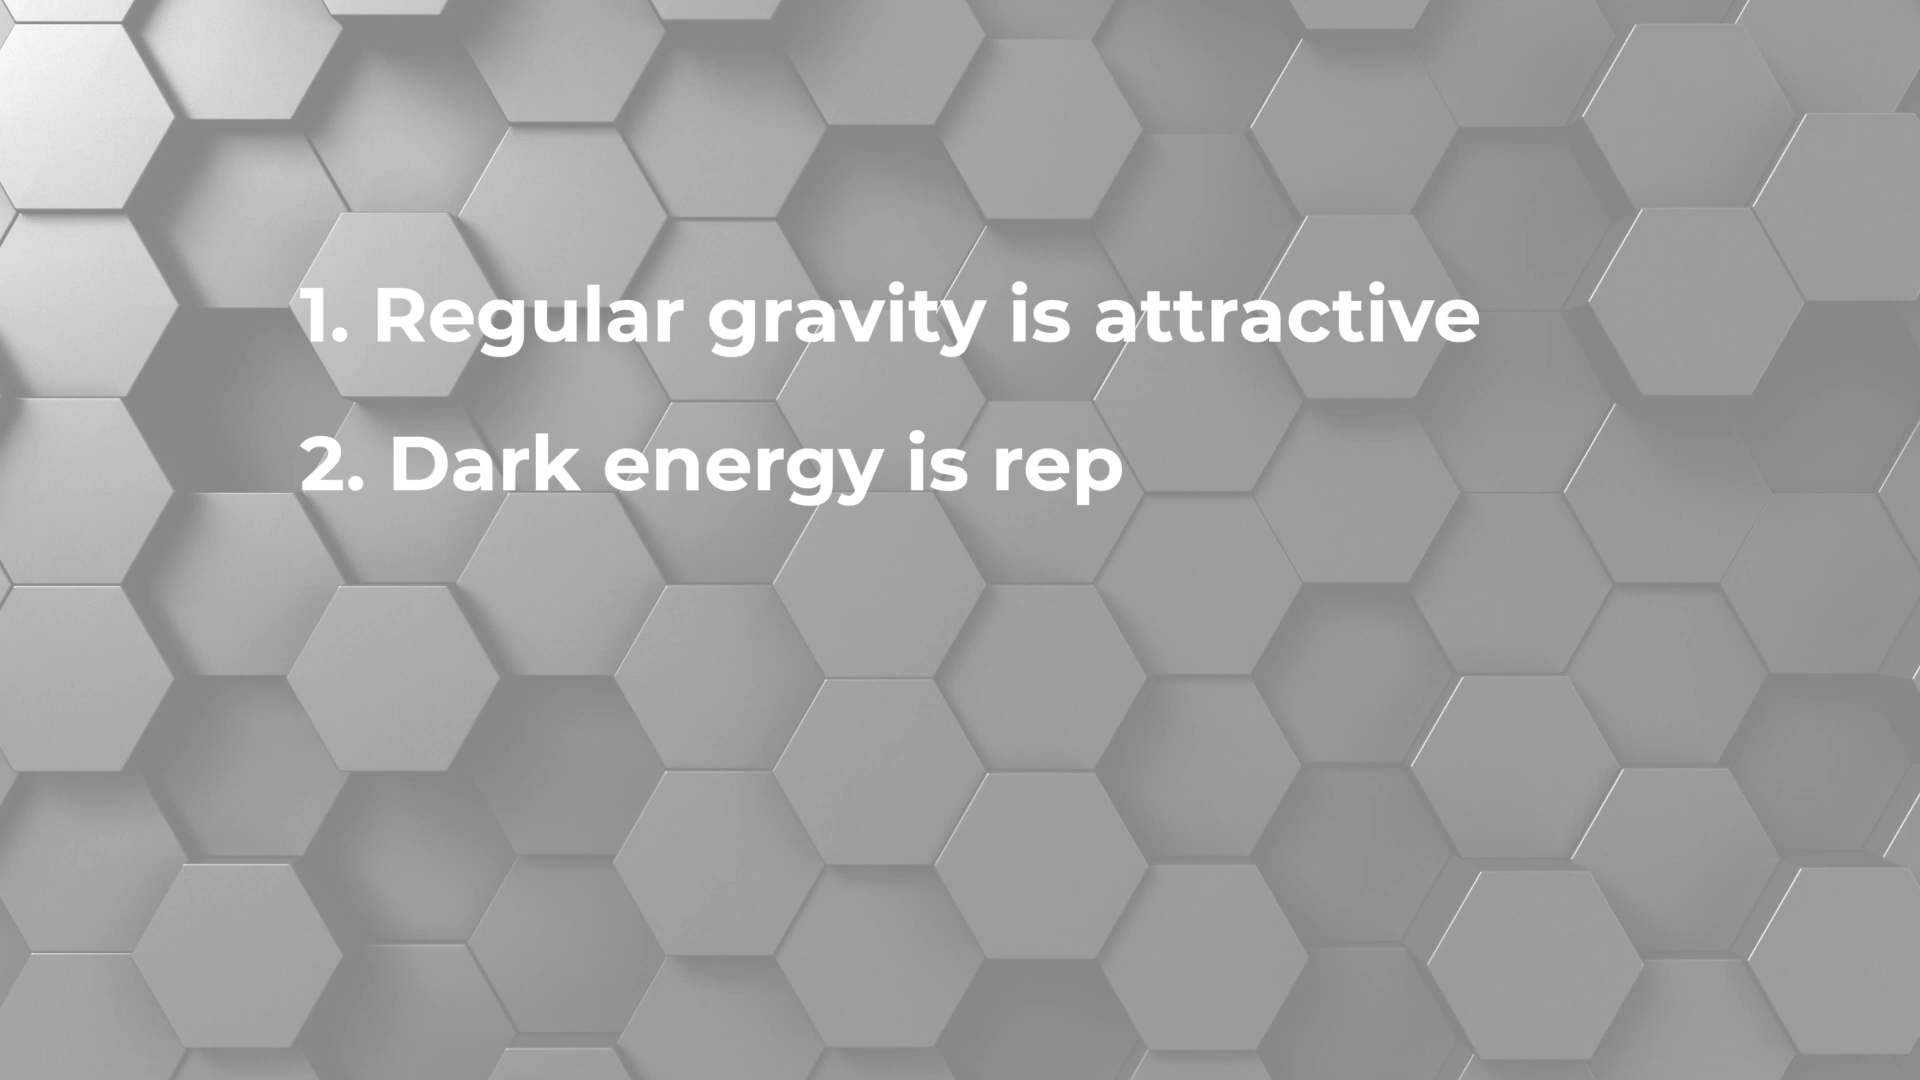 1. Regular gravity is attractive
2. Dark energy is rep